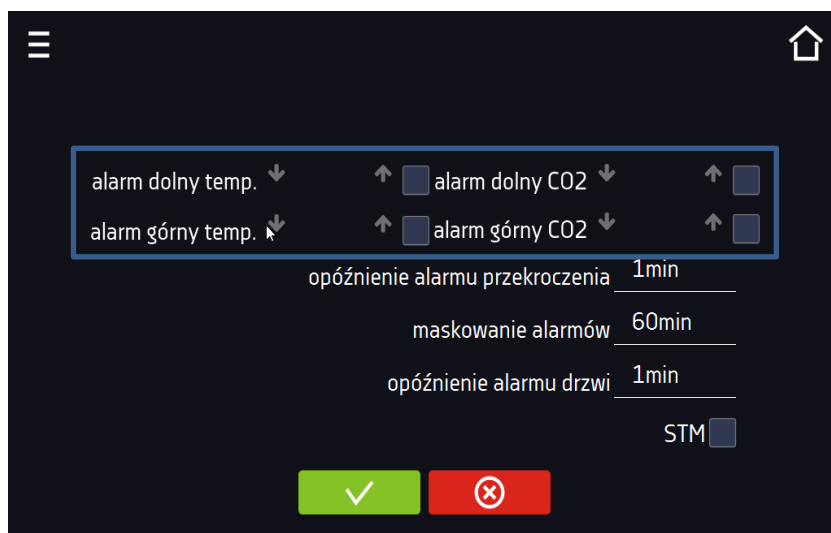 alarm dolny temp. alarm dolny CO2
alarm górny temp. alarm górny CO2
opóźnienie alarmu przekroczenia 1min
maskowanie alarmów 60min
opóźnienie alarmu drzwi 1min
STM